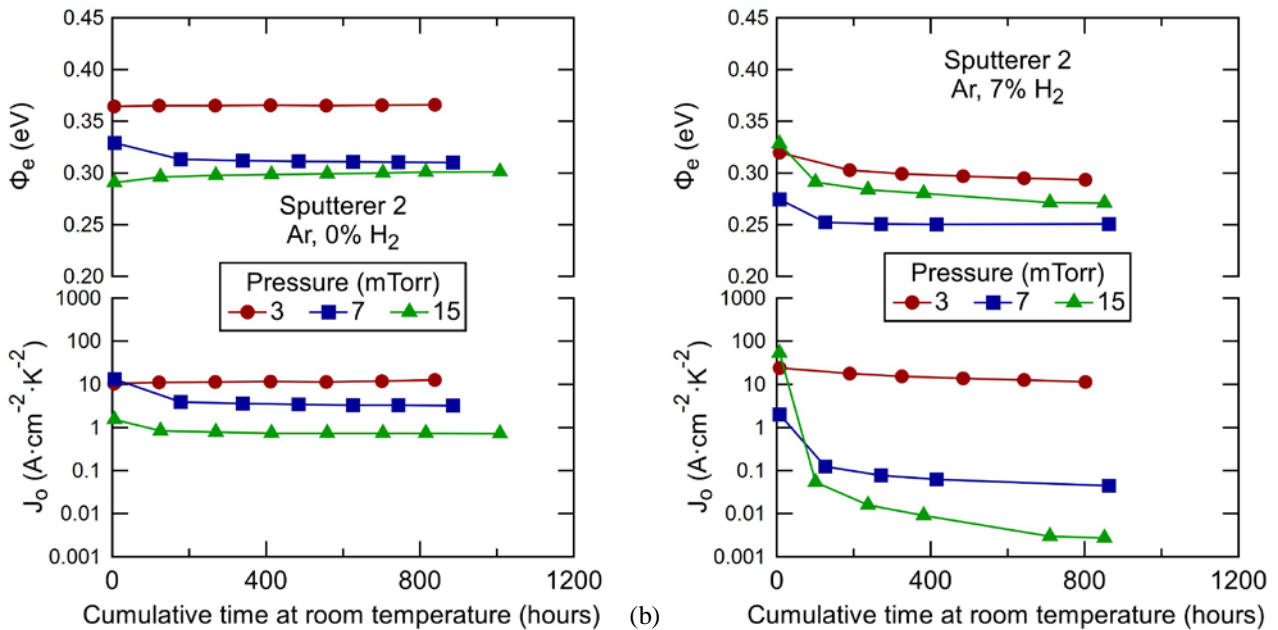 0.45
0.40
0.35
0.30
0.25
0.20
Φe (eV)
Sputterer 2
Ar, 0% H2
Pressure (mTorr)
3 7 15
1000
100
10
1
0.1
0.01
0.001
Jo (A·cm-2·K-2)
0 400 800 1200
Cumulative time at room temperature (hours)
(b)
0.45
0.40
0.35
0.30
0.25
0.20
Φe (eV)
Sputterer 2
Ar, 7% H2
Pressure (mTorr)
3 7 15
1000
100
10
1
0.1
0.01
0.001
Jo (A·cm-2·K-2)
0 400 800 1200
Cumulative time at room temperature (hours)